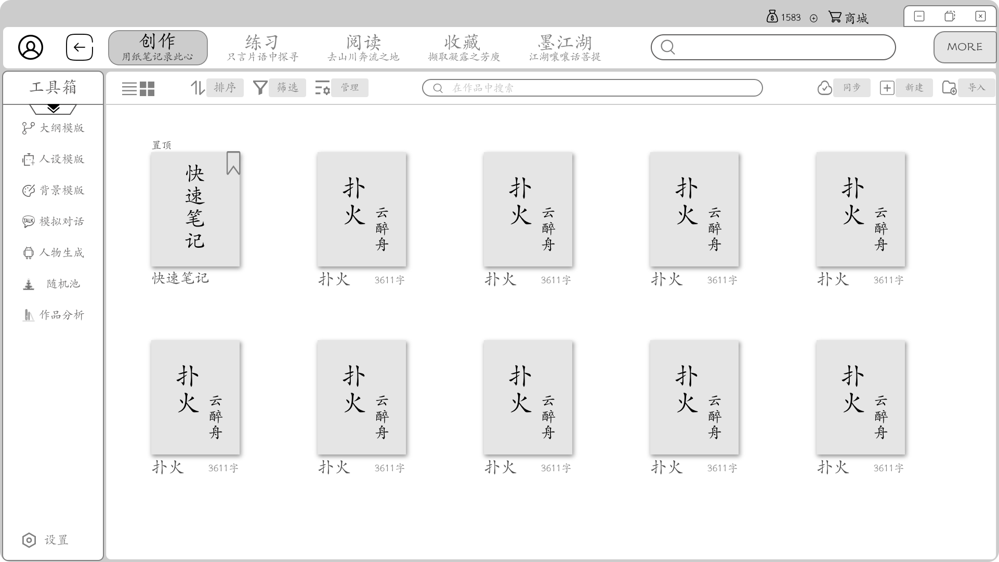 1583
商城
创作
用纸笔记录此心
练习
只言片语中探寻
阅读
去山川奔流之地
收藏
撷取凝露之芳庾
墨江湖
江湖嚷嚷话菩提
MORE
工具箱
大纲模版
人设模版
背景模版
TALK
模拟对话
人物生成
随机池
作品分析
设置
排序
筛选
管理
在作品中搜索
同步
新建
导入
置顶
快速笔记
快速笔记
扑火
云醉舟
扑火
3611字
扑火
云醉舟
扑火
3611字
扑火
云醉舟
扑火
3611字
扑火
云醉舟
扑火
3611字
扑火
云醉舟
扑火
3611字
扑火
云醉舟
扑火
3611字
扑火
云醉舟
扑火
3611字
扑火
云醉舟
扑火
3611字
扑火
云醉舟
扑火
3611字